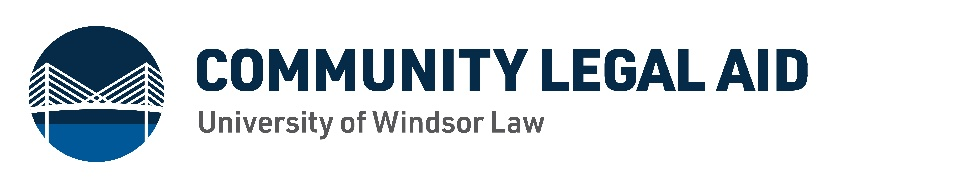 COMMUNITY LEGAL AID
University of Windsor Law